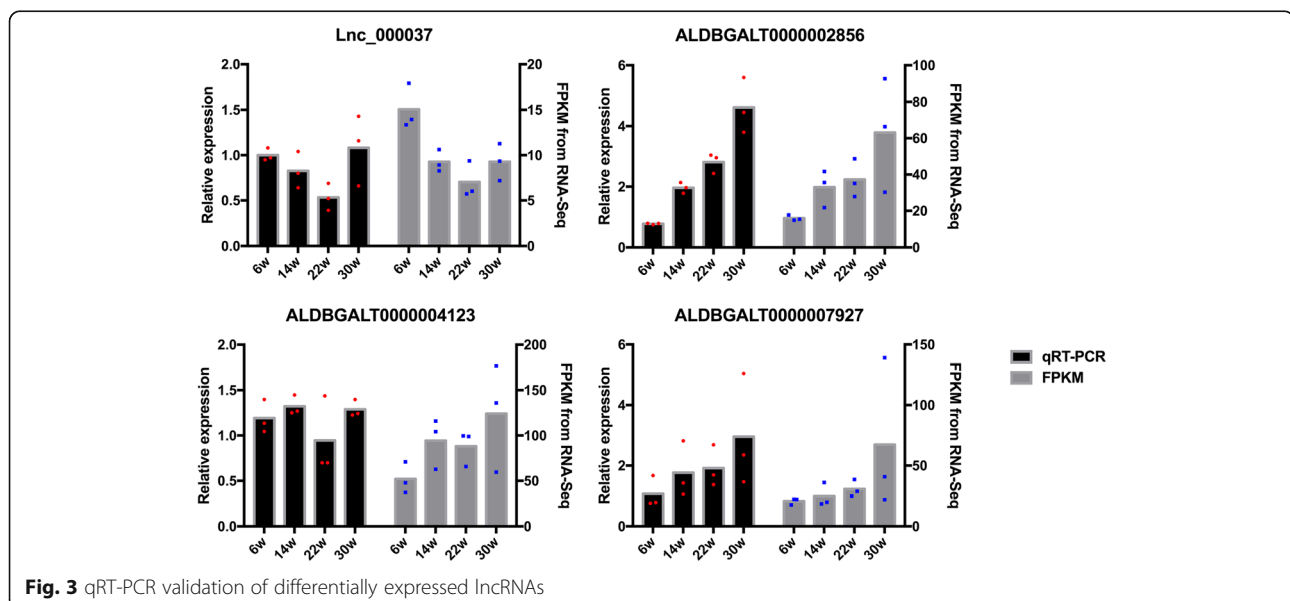 Lnc_000037
Relative expression
2.0
1.5
1.0
0.5
0.0
6w 14w 22w 30w 6w 14w 22w 30w
20
15
10
5
0
FPKM from RNA-Seq
ALDBGALT0000002856
Relative expression
6
4
2
0
6w 14w 22w 30w 6w 14w 22w 30w
100
80
60
40
20
0
FPKM from RNA-Seq
ALDBGALT0000004123
Relative expression
2.0
1.5
1.0
0.5
0.0
6w 14w 22w 30w 6w 14w 22w 30w
200
150
100
50
0
FPKM from RNA-Seq
ALDBGALT0000007927
Relative expression
6
4
2
0
6w 14w 22w 30w 6w 14w 22w 30w
150
100
50
0
FPKM from RNA-Seq
qRT-PCR
FPKM
Fig. 3 qRT-PCR validation of differentially expressed lncRNAs